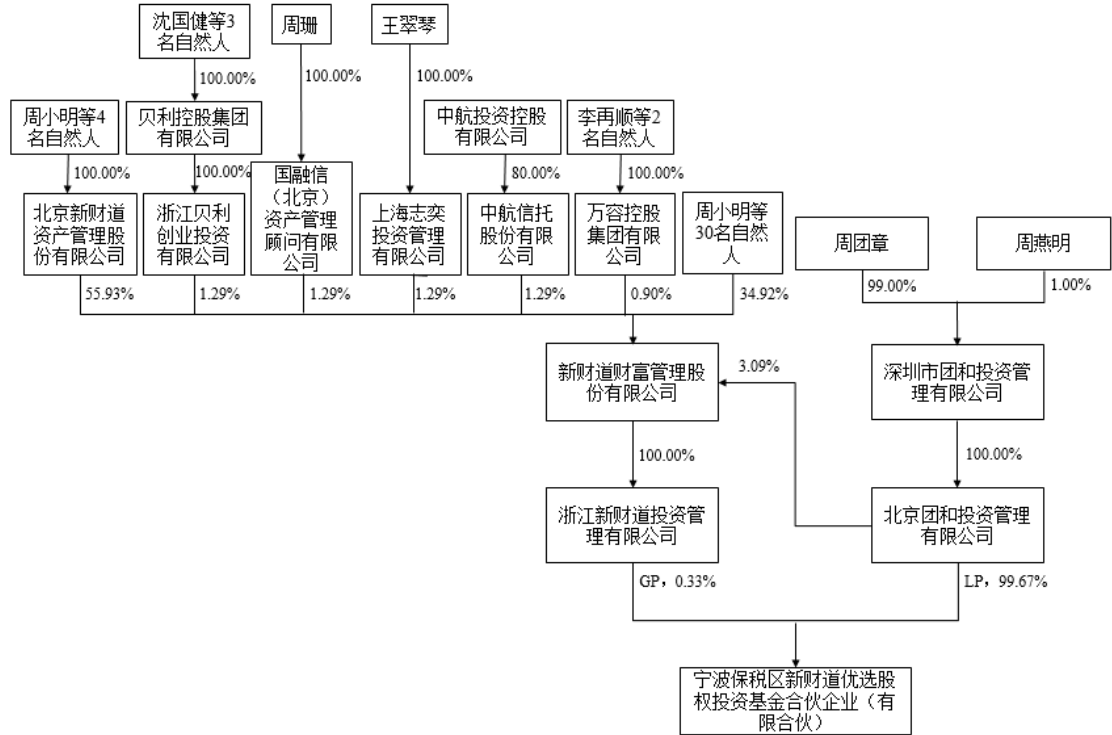 沈国健等3
名自然人
周珊
王翠琴
100.00%
100.00%
100.00%
周小明等4
名自然人
贝利控股集团
有限公司
中航投资控股
有限公司
李再顺等2
名自然人
100.00%
100.00%
80.00%
100.00%
北京新财道
资产管理股
份有限公司
浙江贝利
创业投资
有限公司
国融信
（北京）
资产管理
顾问有限
公司
上海志奕
投资管理
有限公司
中航信托
股份有限
公司
万容控股
集团有限
公司
周小明等
30名自然
人
周团章
周燕明
55.93%
1.29%
1.29%
1.29%
1.29%
0.90%
34.92%
99.00%
1.00%
新财道财富管理股
份有限公司
3.09%
深圳市团和投资管
理有限公司
100.00%
100.00%
浙江新财道投资管
理有限公司
北京团和投资管理
有限公司
GP，0.33%
LP，99.67%
宁波保税区新财道优选股
权投资基金合伙企业（有
限合伙）